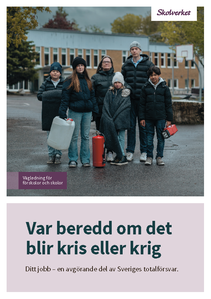 Skolverket
Vägledning för
förskolor och skolor
Var beredd om det
blir kris eller krig
Ditt jobb – en avgörande del av Sveriges totalförsvar.